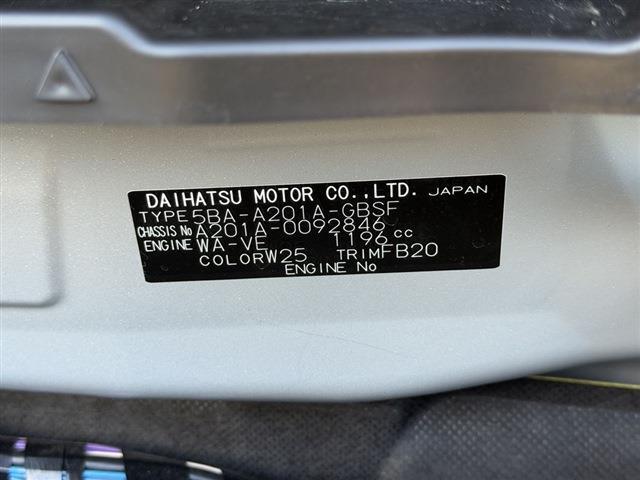 DAIHATSU MOTOR CO.,LTD. JAPAN
TYPE 5BA-A201A-GBSF
CHASSIS No A201A-0092846
ENGINE WA-VE 1196 cc
COLOR W25 TRIM FB20
ENGINE No